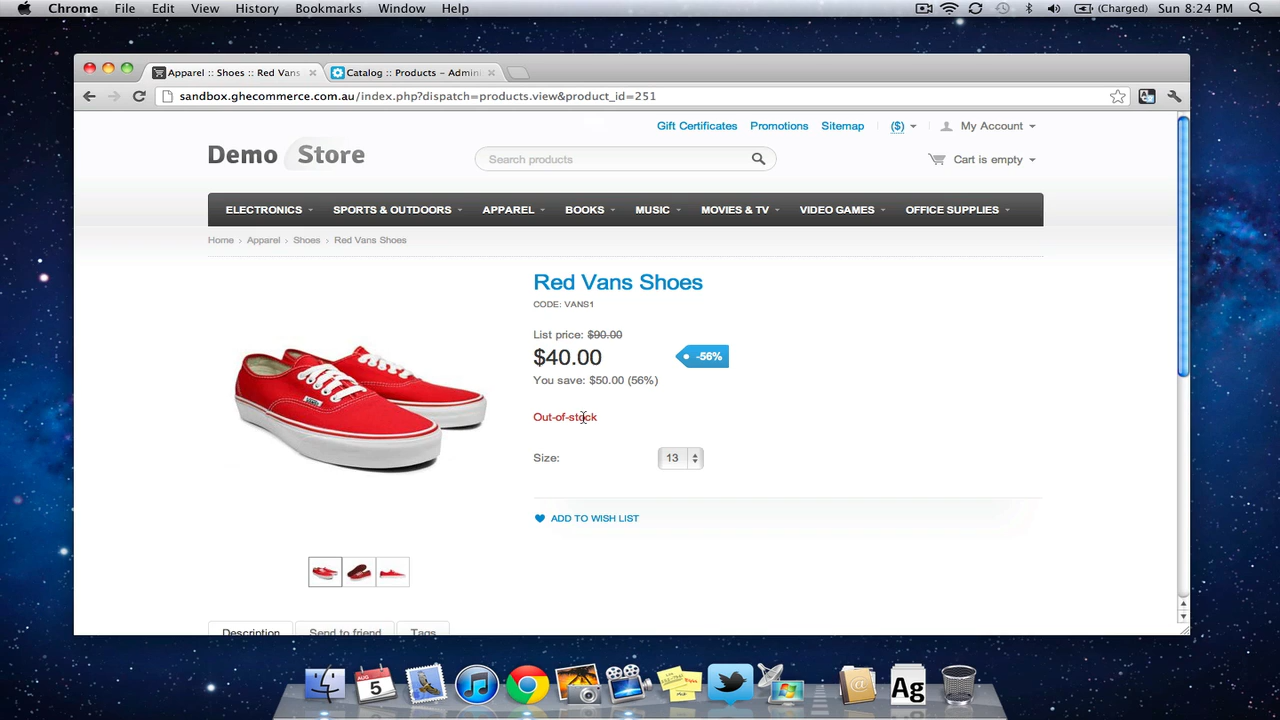 Chrome File Edit View History Bookmarks Window Help (Charged) Sun 8:24 PM
Apparel :: Shoes :: Red Vans Catalog :: Products – Admini
sandbox.ghecommerce.com.au/index.php?dispatch=products.view&product_id=251
Gift Certificates Promotions Sitemap ($) My Account
Demo Store Search products Cart is empty
ELECTRONICS SPORTS & OUTDOORS APPAREL BOOKS MUSIC MOVIES & TV VIDEO GAMES OFFICE SUPPLIES
Home › Apparel › Shoes › Red Vans Shoes
Red Vans Shoes
CODE: VANS1
List price: $90.00
$40.00 -56%
You save: $50.00 (56%)
Out-of-stock
Size: 13
ADD TO WISH LIST
Description Send to friend Tags
AUG
5
Ag